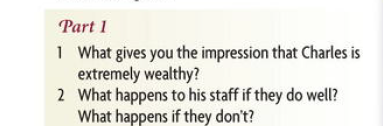 Part 1
1 What gives you the impression that Charles is
extremely wealthy?
2 What happens to his staff if they do well?
What happens if they don't?